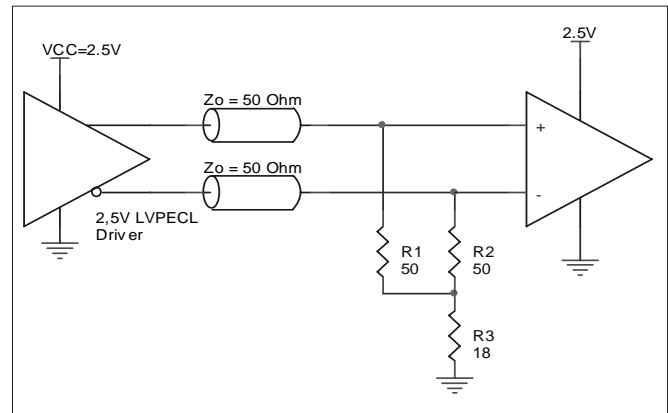 VCC=2.5V
2.5V
Zo = 50 Ohm
+
Zo = 50 Ohm
-
2,5V LVPECL
Driver
R1
50
R2
50
R3
18